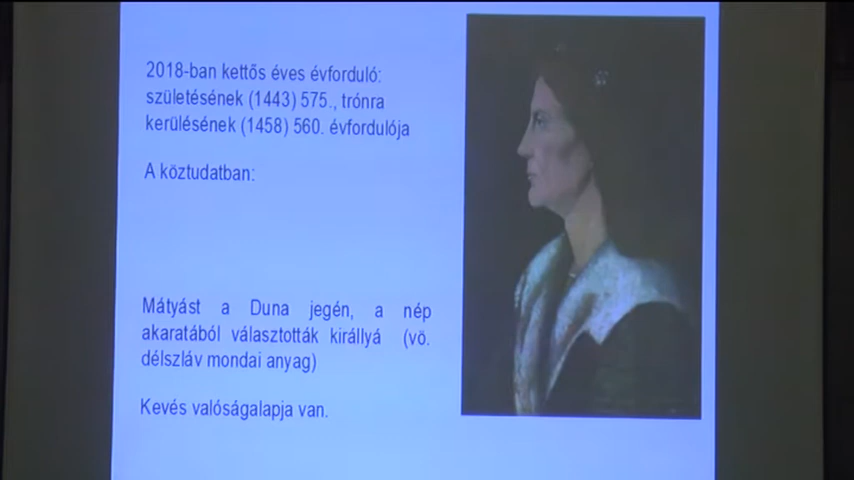 2018-ban kettős éves évforduló:
születésének (1443) 575., trónra
kerülésének (1458) 560. évfordulója
A köztudatban:
Mátyást a Duna jegén, a nép
akaratából választották királlyá (vö.
délszláv mondai anyag)
Kevés valóságalapja van.